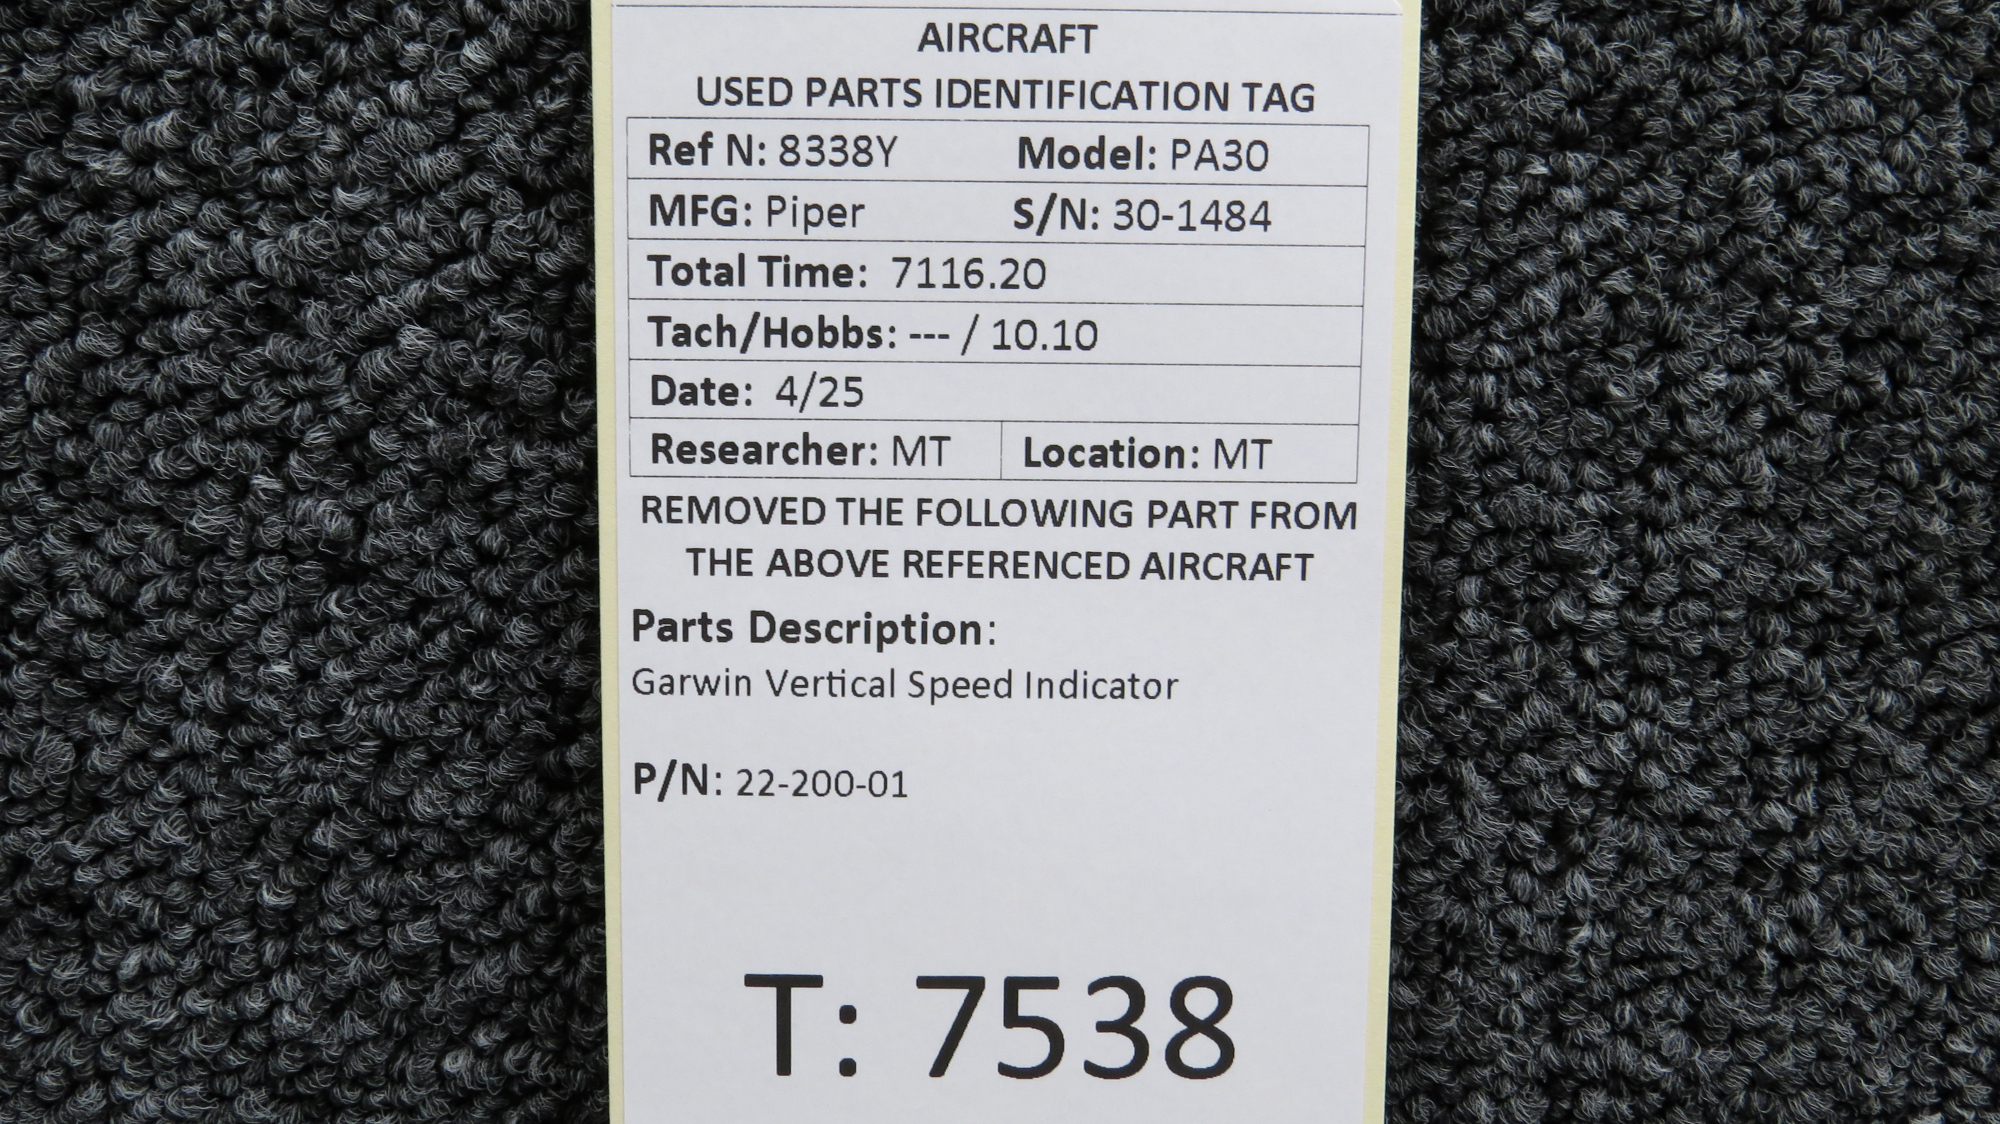 AIRCRAFT
USED PARTS IDENTIFICATION TAG
Ref N: 8338Y Model: PA30
MFG: Piper S/N: 30-1484
Total Time: 7116.20
Tach/Hobbs: --- / 10.10
Date: 4/25
Researcher: MT Location: MT
REMOVED THE FOLLOWING PART FROM
THE ABOVE REFERENCED AIRCRAFT
Parts Description:
Garwin Vertical Speed Indicator
P/N: 22-200-01
T: 7538